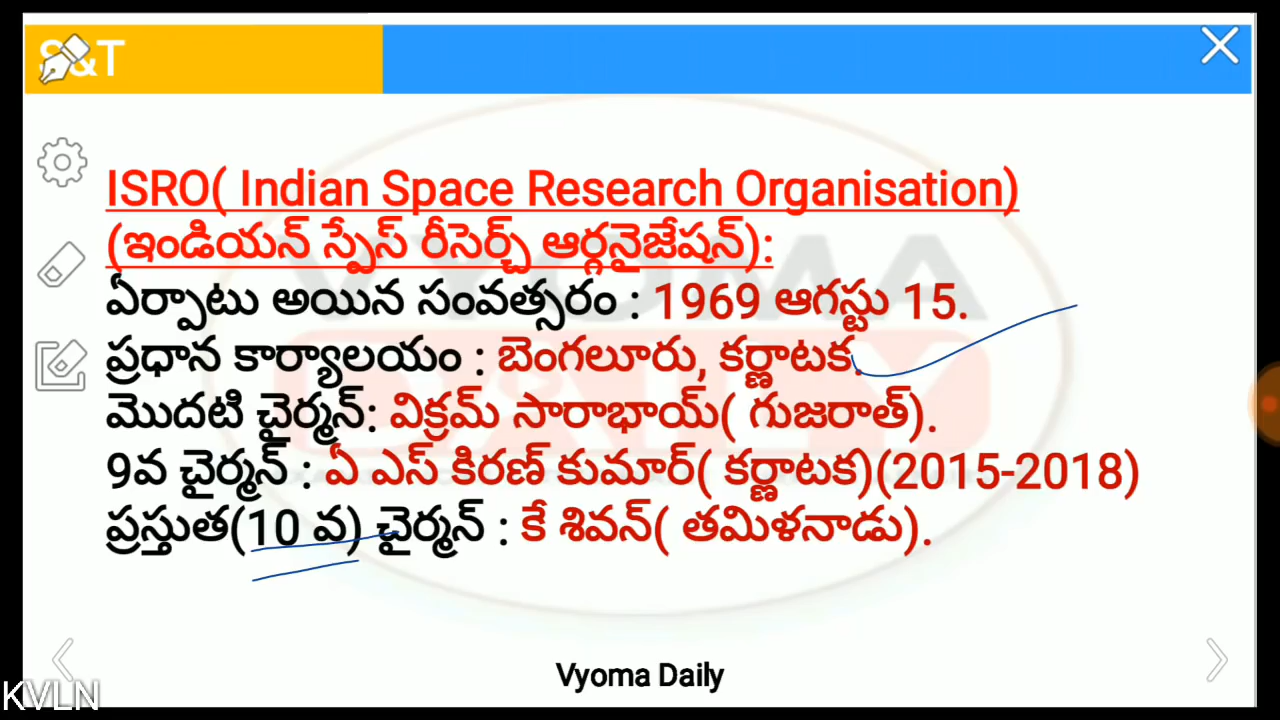 S&T
ISRO( Indian Space Research Organisation)
(ఇండియన్ స్పేస్ రీసెర్చ్ ఆర్గనైజేషన్):
ఏర్పాటు అయిన సంవత్సరం : 1969 ఆగస్టు 15.
ప్రధాన కార్యాలయం : బెంగలూరు, కర్ణాటక.
మొదటి చైర్మన్: విక్రమ్ సారాభాయ్( గుజరాత్).
9వ చైర్మన్ : ఏ ఎస్ కిరణ్ కుమార్( కర్ణాటక)(2015-2018)
ప్రస్తుత(10 వ) చైర్మన్ : కే శివన్( తమిళనాడు).
VYOMA
DAILY
Vyoma Daily
KVLN